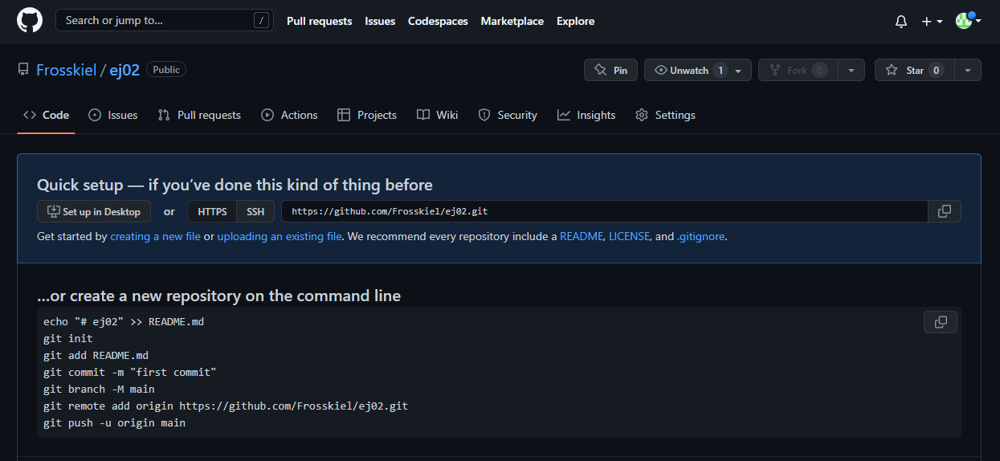 Search or jump to... / Pull requests Issues Codespaces Marketplace Explore
Frosskiel / ej02 Public Pin Unwatch 1 Fork 0 Star 0
Code Issues Pull requests Actions Projects Wiki Security Insights Settings
Quick setup — if you’ve done this kind of thing before
Set up in Desktop or HTTPS SSH https://github.com/Frosskiel/ej02.git
Get started by creating a new file or uploading an existing file. We recommend every repository include a README, LICENSE, and .gitignore.
…or create a new repository on the command line
echo "# ej02" >> README.md
git init
git add README.md
git commit -m "first commit"
git branch -M main
git remote add origin https://github.com/Frosskiel/ej02.git
git push -u origin main